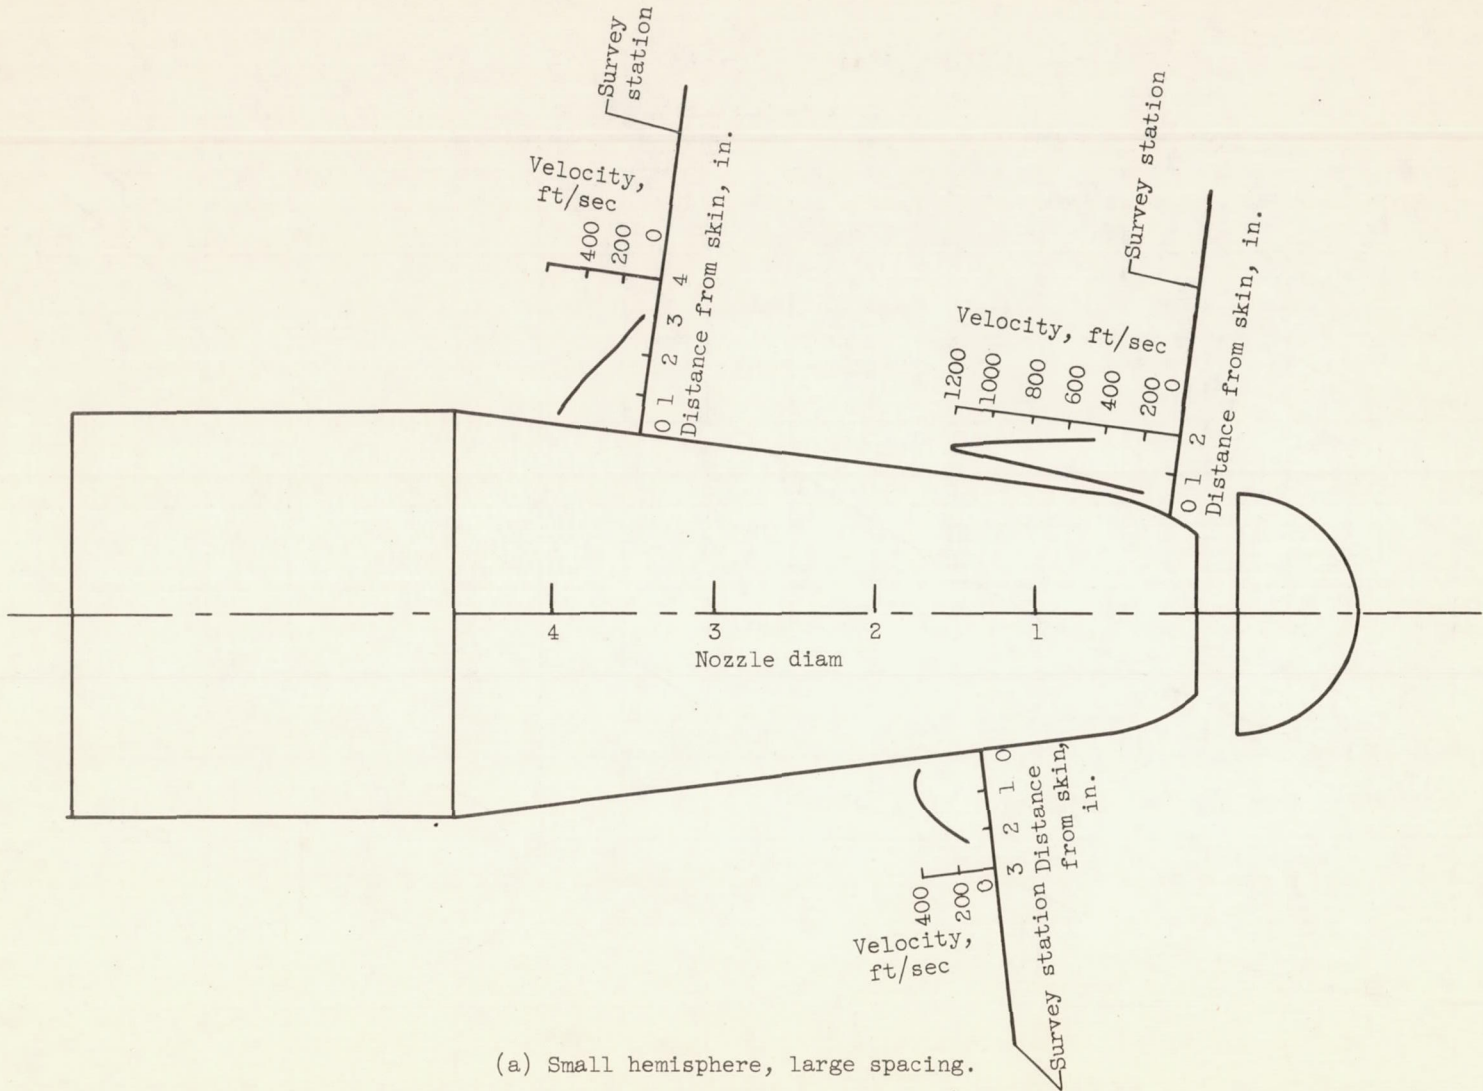 Survey
station
Velocity,
ft/sec
400
200
0
0 1 2 3 4
Distance from skin, in.
Survey station
Velocity, ft/sec
1200
1000
800
600
400
200
0
0 1 2
Distance from skin, in.
4 3 2 1
Nozzle diam
0 1 2 3
Distance
from skin,
in.
400
200
0
Velocity,
ft/sec
Survey station
(a) Small hemisphere, large spacing.